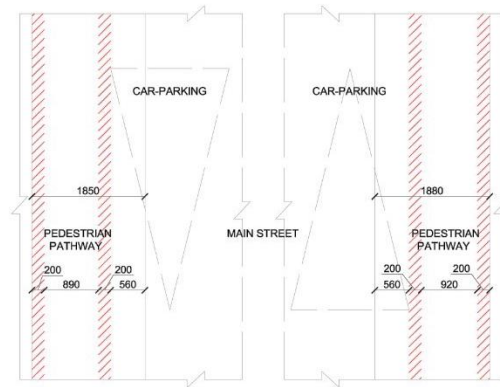 CAR-PARKING
CAR-PARKING
1850
1880
PEDESTRIAN
PATHWAY
MAIN STREET
PEDESTRIAN
PATHWAY
200
200
890
560
200
200
560
920